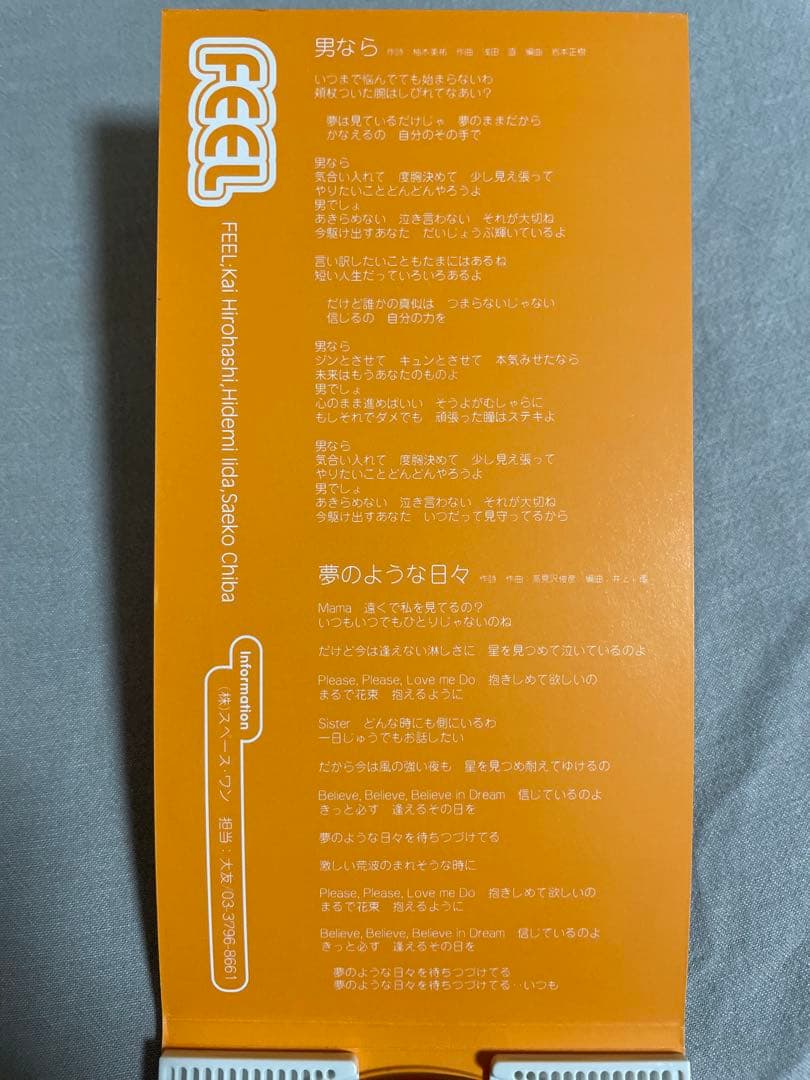 男なら 作詩 柚木美祐 作曲 浅田 直 編曲 岩本正樹
いつまで悩んでても始まらないわ
頬杖ついた腕はしびれてなあい?
夢は見ているだけじゃ 夢のままだから
かなえるの 自分のその手で
男なら
気合い入れて 度胸決めて 少し見え張って
やりたいことどんどんやろうよ
男でしょ
あきらめない 泣き言わない それが大切ね
今駆け出すあなた だいじょうぶ輝いているよ
言い訳したいこともたまにはあるね
短い人生だっていろいろあるよ
だけど誰かの真似は つまらないじゃない
信じるの 自分の力を
男なら
ジンとさせて キュンとさせて 本気みせたなら
未来はもうあなたのものよ
男でしょ
心のまま進めばいい そうよがむしゃらに
もしそれでダメでも 頑張った瞳はステキよ
男なら
気合い入れて 度胸決めて 少し見え張って
やりたいことどんどんやろうよ
男でしょ
あきらめない 泣き言わない それが大切ね
今駆け出すあなた いつだって見守ってるから
夢のような日々 作詩 作曲:高見沢俊彦 編曲:井上 鑑
Mama 遠くで私を見てるの?
いつもいつでもひとりじゃないのね
だけど今は逢えない淋しさに 星を見つめて泣いているのよ
Please, Please, Love me Do 抱きしめて欲しいの
まるで花束 抱えるように
Sister どんな時にも側にいるわ
一日じゅうでもお話したい
だから今は風の強い夜も 星を見つめ耐えてゆけるの
Believe, Believe, Believe in Dream 信じているのよ
きっと必ず 逢えるその日を
夢のような日々を待ちつづけてる
激しい荒波のまれそうな時に
Please, Please, Love me Do 抱きしめて欲しいの
まるで花束 抱えるように
Believe, Believe, Believe in Dream 信じているのよ
きっと必ず 逢えるその日を
夢のような日々を待ちつづけてる
夢のような日々を待ちつづけてる‥いつも
FEEL
FEEL;Kai Hirohashi,Hidemi Iida,Saeko Chiba
Information
(株)スペース・ワン 担当:大友/03-3796-8661